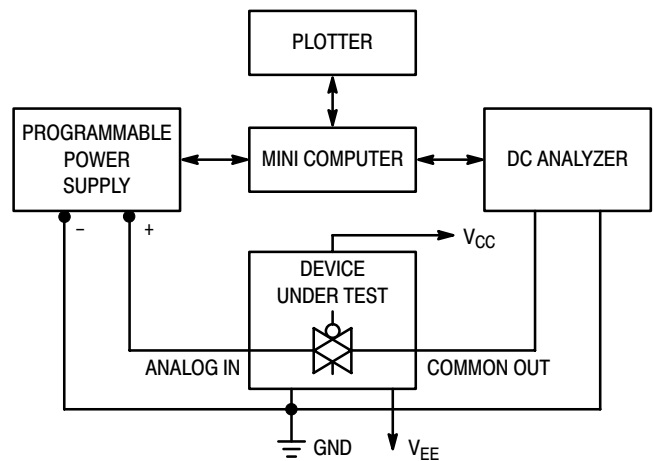 PLOTTER
PROGRAMMABLE
POWER
SUPPLY
MINI COMPUTER
DC ANALYZER
− +
VCC
DEVICE
UNDER TEST
ANALOG IN
COMMON OUT
GND
VEE